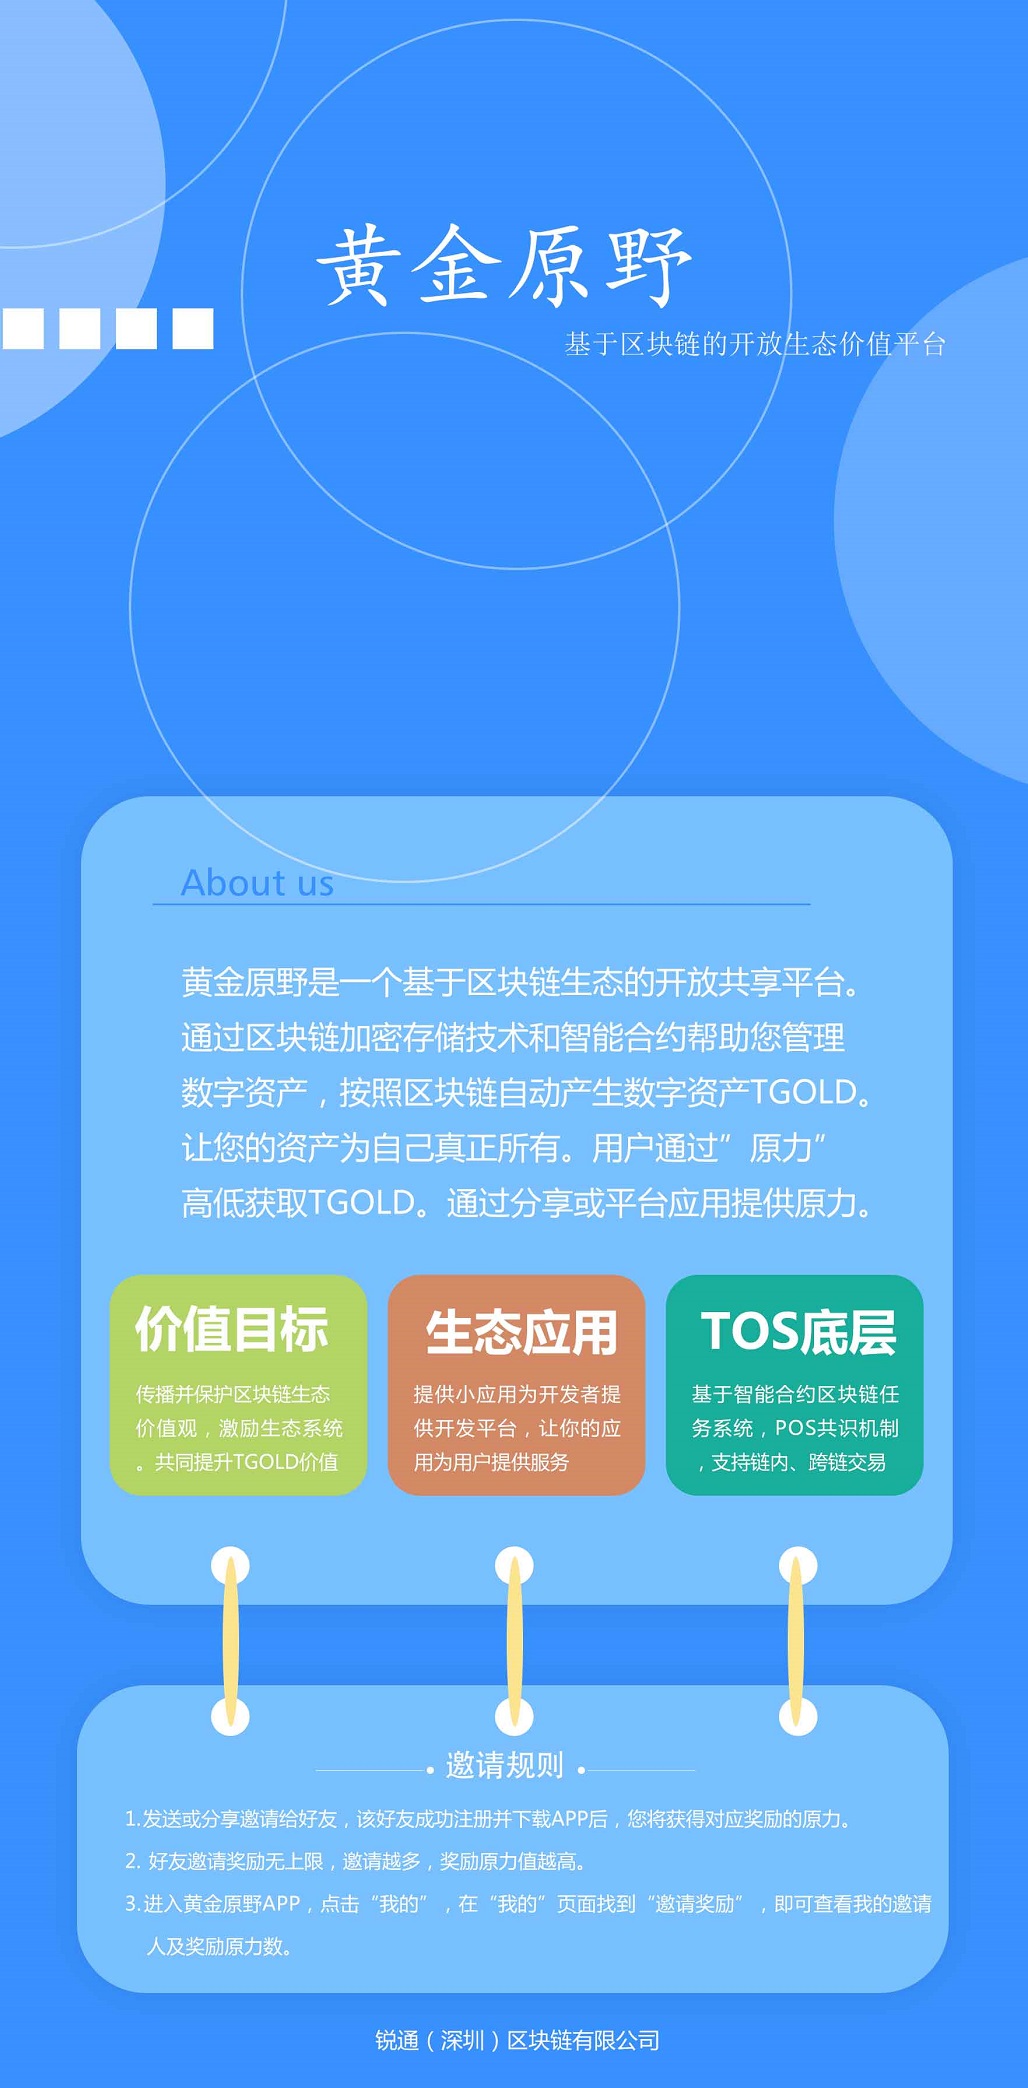 黄金原野
基于区块链的开放生态价值平台
About us
黄金原野是一个基于区块链生态的开放共享平台。
通过区块链加密存储技术和智能合约帮助您管理
数字资产，按照区块链自动产生数字资产TGOLD。
让您的资产为自己真正所有。用户通过”原力”
高低获取TGOLD。通过分享或平台应用提供原力。
价值目标
传播并保护区块链生态
价值观，激励生态系统
。共同提升TGOLD价值
生态应用
提供小应用为开发者提
供开发平台，让你的应
用为用户提供服务
TOS底层
基于智能合约区块链任
务系统，POS共识机制
，支持链内、跨链交易
邀请规则
1.发送或分享邀请给好友，该好友成功注册并下载APP后，您将获得对应奖励的原力。
2. 好友邀请奖励无上限，邀请越多，奖励原力值越高。
3.进入黄金原野APP，点击“我的”，在“我的”页面找到“邀请奖励”，即可查看我的邀请
人及奖励原力数。
锐通（深圳）区块链有限公司